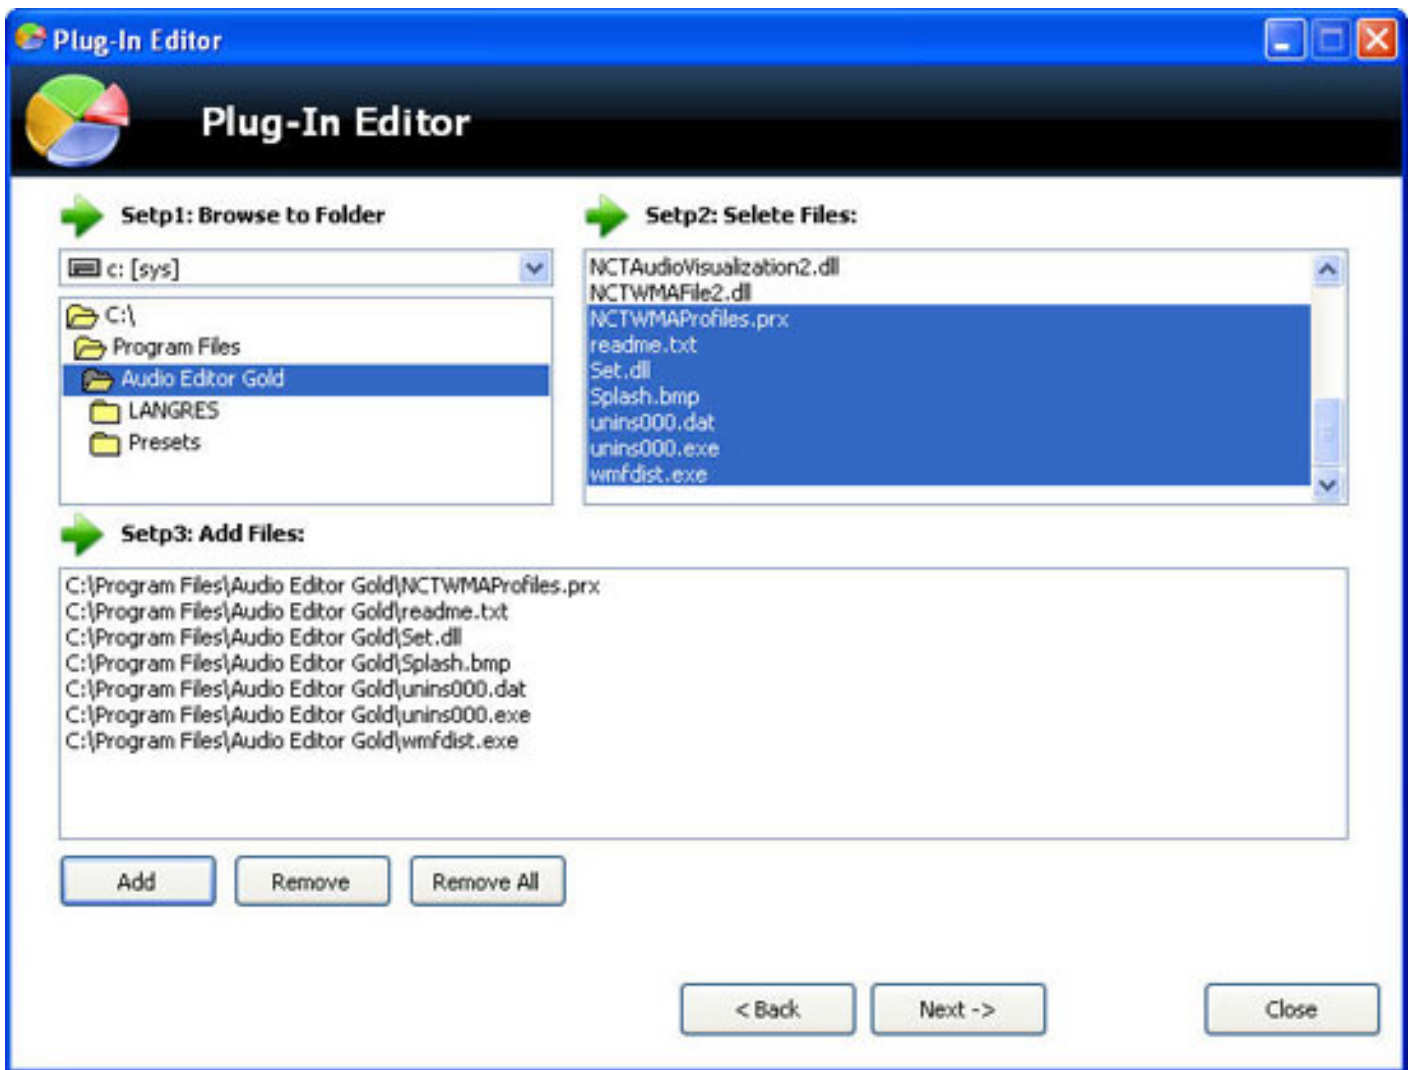 Plug-In Editor
Plug-In Editor
Setp1: Browse to Folder
c: [sys]
C:\
Program Files
Audio Editor Gold
LANGRES
Presets
Setp2: Selete Files:
NCTAudioVisualization2.dll
NCTWMAFile2.dll
NCTWMAProfiles.prx
readme.txt
Set.dll
Splash.bmp
unins000.dat
unins000.exe
wmfdist.exe
Setp3: Add Files:
C:\Program Files\Audio Editor Gold\NCTWMAProfiles.prx
C:\Program Files\Audio Editor Gold\readme.txt
C:\Program Files\Audio Editor Gold\Set.dll
C:\Program Files\Audio Editor Gold\Splash.bmp
C:\Program Files\Audio Editor Gold\unins000.dat
C:\Program Files\Audio Editor Gold\unins000.exe
C:\Program Files\Audio Editor Gold\wmfdist.exe
Add Remove Remove All
< Back Next -> Close